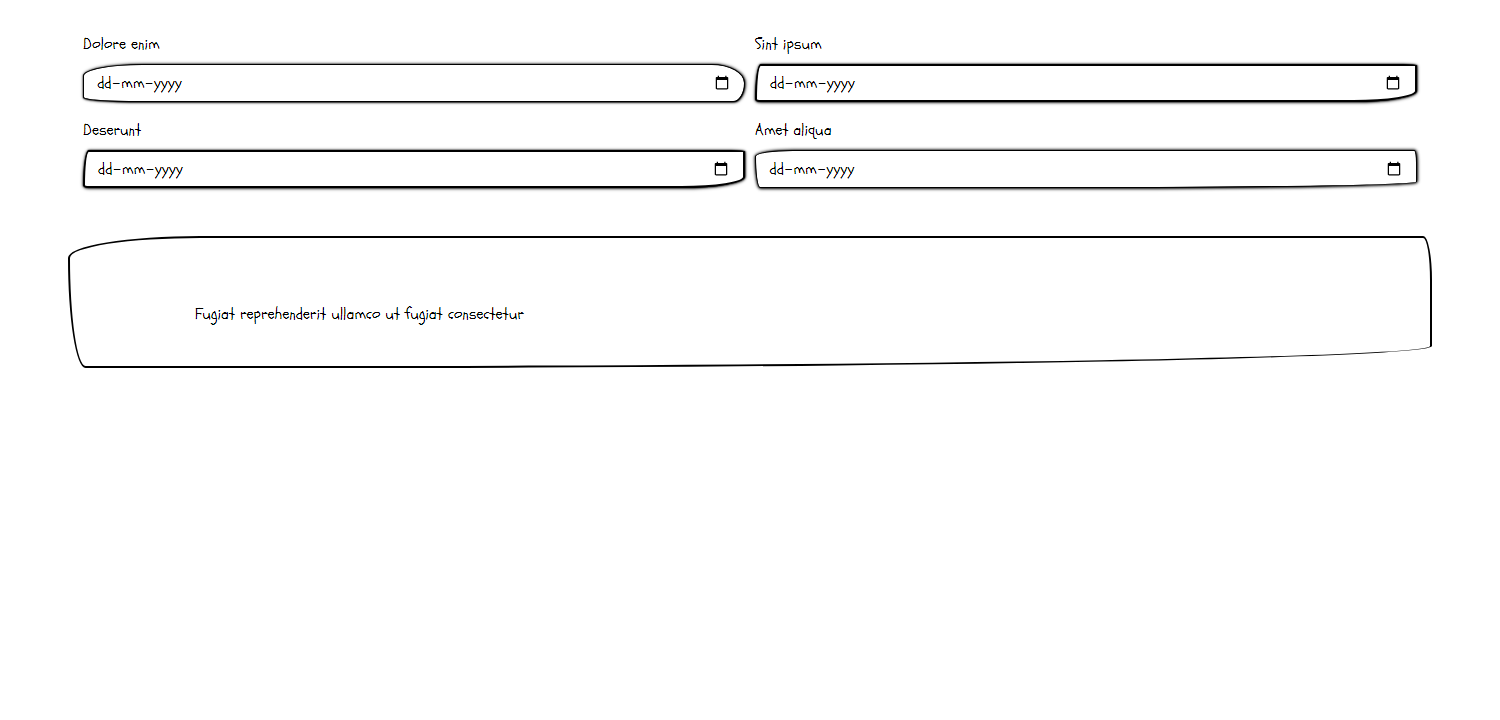 Dolore enim
Sint ipsum
dd-mm-yyyy
dd-mm-yyyy
Deserunt
Amet aliqua
dd-mm-yyyy
dd-mm-yyyy
Fugiat reprehenderit ullamco ut fugiat consectetur